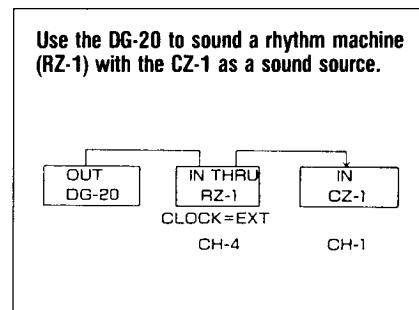 Use the DG-20 to sound a rhythm machine
(RZ-1) with the CZ-1 as a sound source.
OUT IN THRU IN
DG-20 RZ-1 CZ-1
CLOCK=EXT
CH-4 CH-1